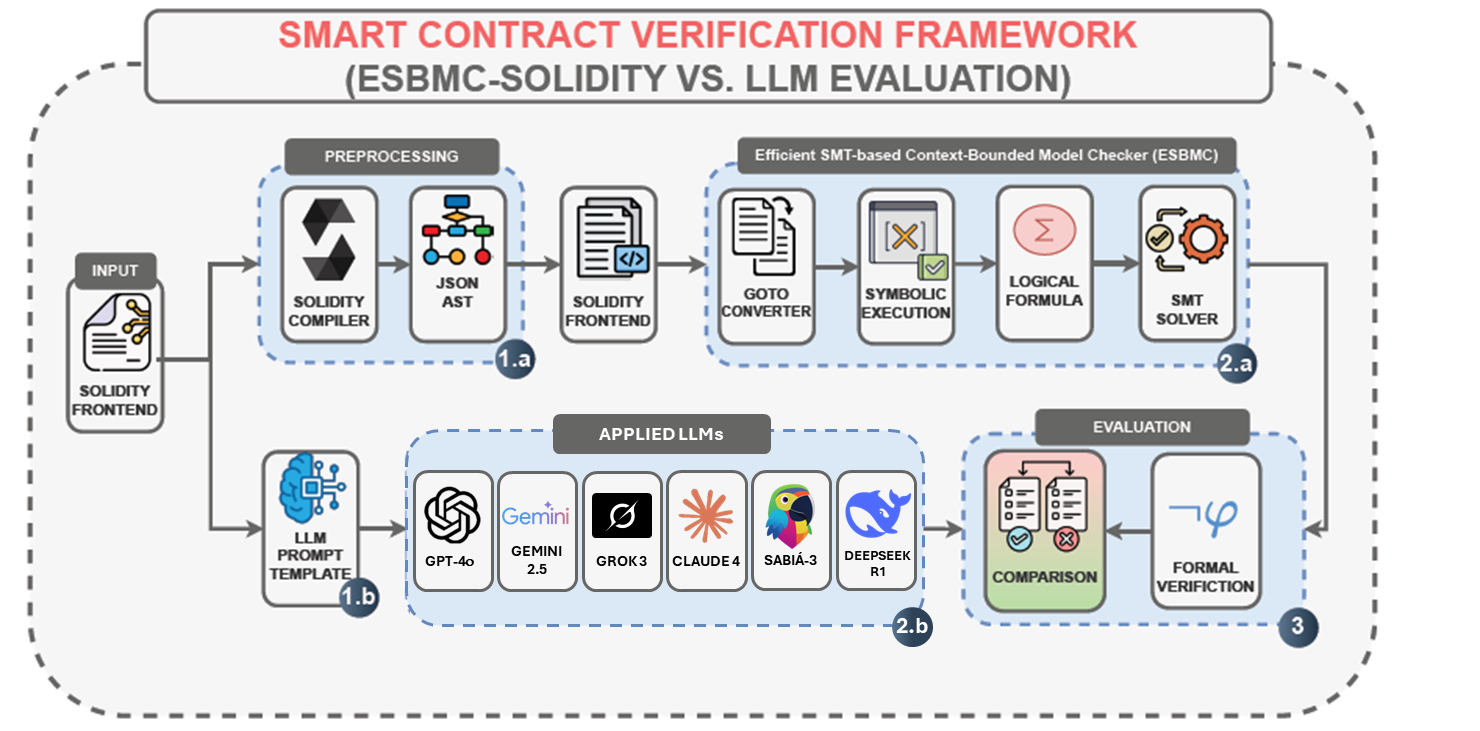 SMART CONTRACT VERIFICATION FRAMEWORK
(ESBMC-SOLIDITY VS. LLM EVALUATION)
PREPROCESSING
Efficient SMT-based Context-Bounded Model Checker (ESBMC)
INPUT
SOLIDITY
FRONTEND
SOLIDITY
COMPILER
JSON
AST
1.a
</>
SOLIDITY
FRONTEND
GOTO
CONVERTER
[×]
SYMBOLIC
EXECUTION
Σ
LOGICAL
FORMULA
SMT
SOLVER
2.a
LLM
PROMPT
TEMPLATE
1.b
APPLIED LLMs
GPT-4o
Gemini
GEMINI
2.5
GROK 3
CLAUDE 4
SABIÁ-3
DEEPSEEK
R1
2.b
EVALUATION
COMPARISON
¬φ
FORMAL
VERIFICTION
3